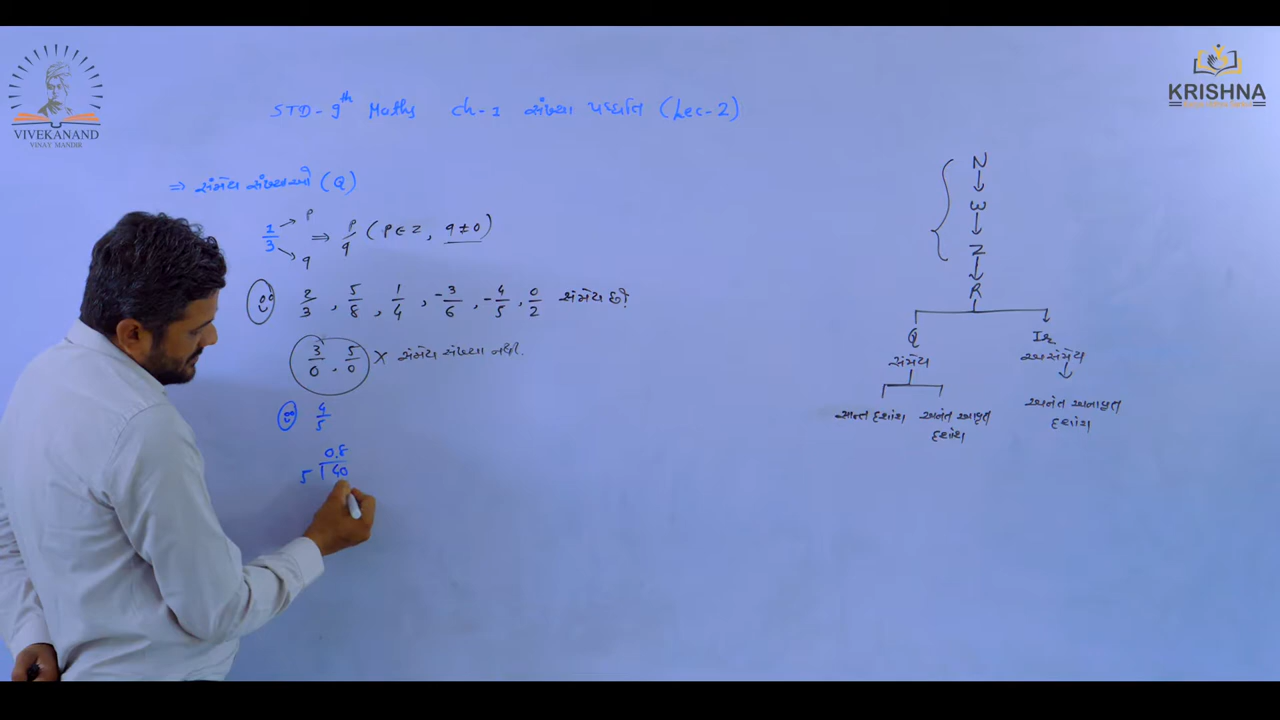 VIVEKANAND
VINAY MANDIR
KRISHNA
STD - 9th Maths ch-1 સંખ્યા પધ્ધતિ (Lec-2)
⇒ સંમેય સંખ્યાઓ (Q)
1/3 → p → q ⇒ p/q (P ∈ Z, q ≠ 0)
2/3, 5/8, 1/4, -3/6, -4/5, 0/2 સંમેય છે.
3/0, 5/0 × સંમેય સંખ્યા નથી.
4/5
0.8
5 40
N
W
Z
R
Q Ir
સંમેય અસંમેય
સાન્ત દશાંશ અનંત આવૃત દશાંશ અનંત અનાવૃત દશાંશ